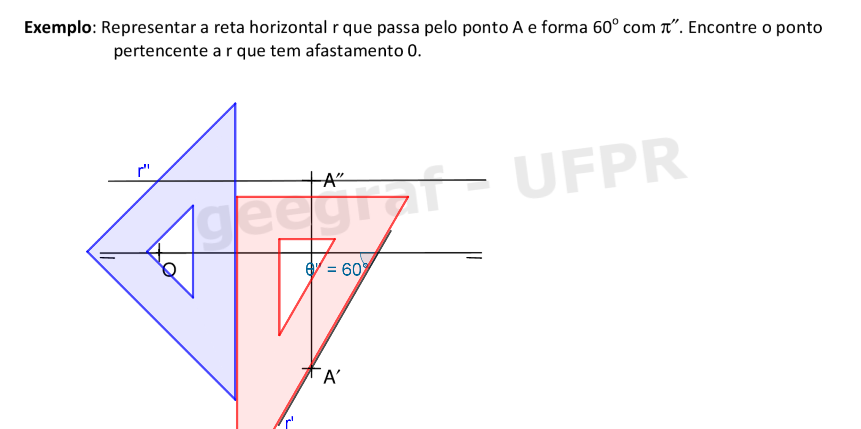 Exemplo: Representar a reta horizontal r que passa pelo ponto A e forma 60º com π″. Encontre o ponto
pertencente a r que tem afastamento 0.
r"
A″
geegraf - UFPR
O
θ" = 60°
A′
r'